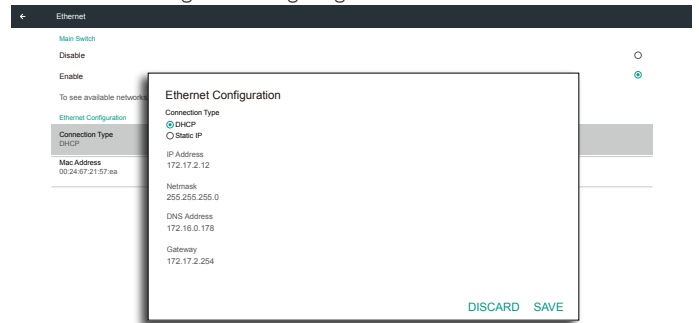 Ethernet
Main Switch
Disable
Enable
To see available networks
Ethernet Configuration
Connection Type
DHCP
Mac Address
00:24:67:21:57:ea
Ethernet Configuration
Connection Type
DHCP
Static IP
IP Address
172.17.2.12
Netmask
255.255.255.0
DNS Address
172.16.0.178
Gateway
172.17.2.254
DISCARD SAVE